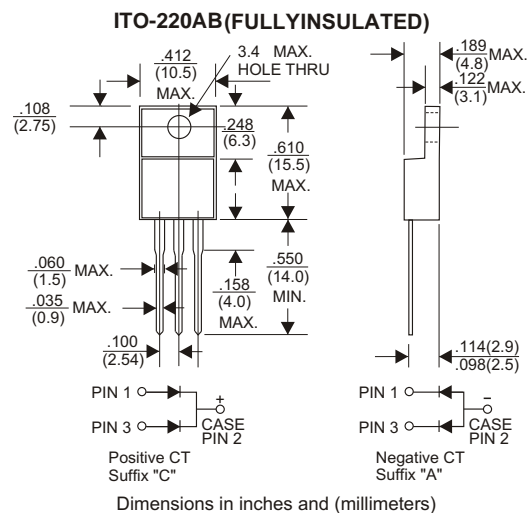 ITO-220AB(FULLYINSULATED)
.412
(10.5)
MAX.
3.4 MAX.
HOLE THRU
.189
(4.8) MAX.
.122
(3.1) MAX.
.108
(2.75)
.248
(6.3)
.610
(15.5)
MAX.
.060
(1.5) MAX.
.035
(0.9) MAX.
.158
(4.0)
MAX.
.550
(14.0)
MIN.
.100
(2.54)
.114(2.9)
.098(2.5)
PIN 1
PIN 3
+
CASE
PIN 2
Positive CT
Suffix "C"
PIN 1
PIN 3
–
CASE
PIN 2
Negative CT
Suffix "A"
Dimensions in inches and (millimeters)